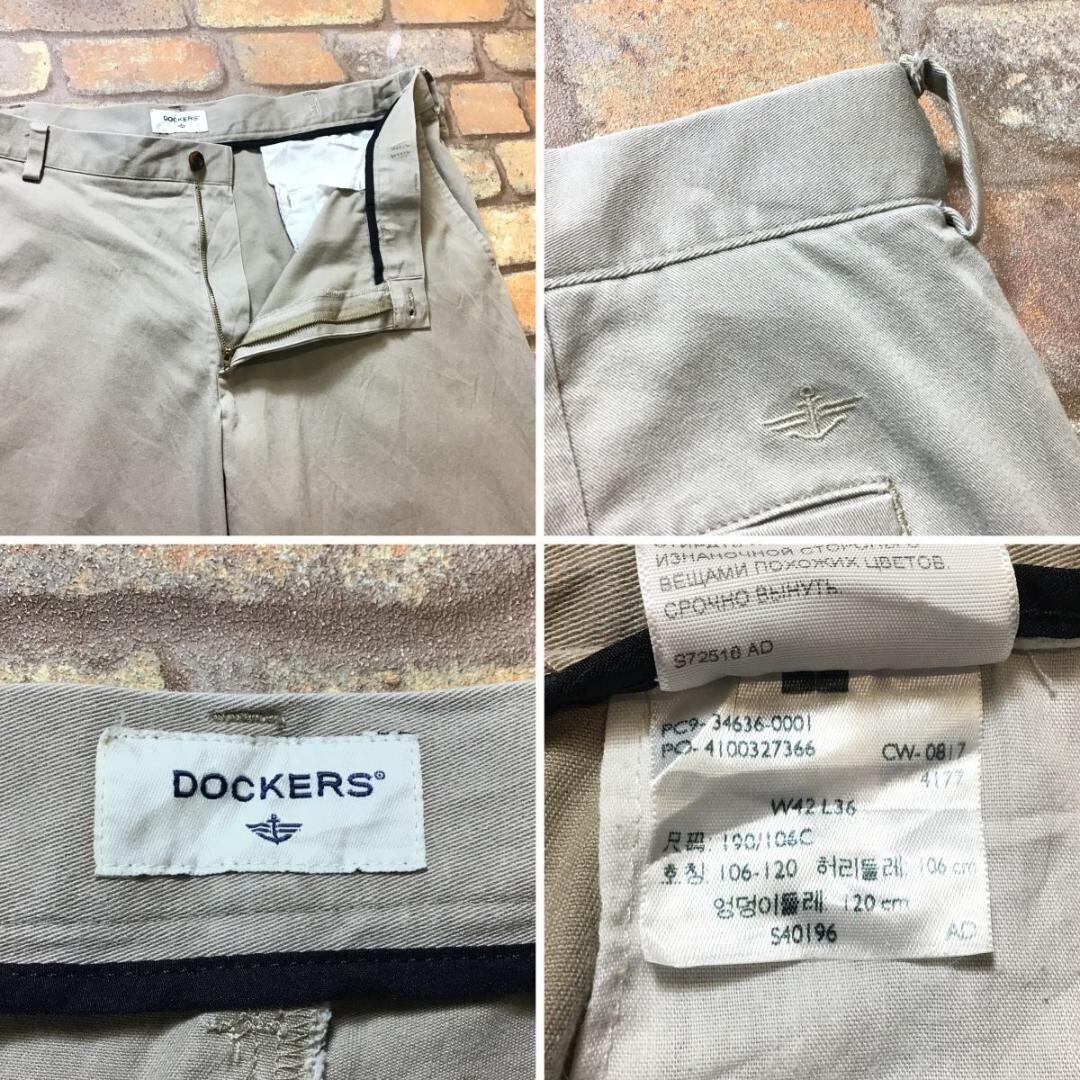 DOCKERS®
DOCKERS®
ИЗНАНОЧНОЙ СТОРОНЫ
ВЕЩАМИ ПОХОЖИХ ЦВЕТОВ.
СРОЧНО ВЫНУТЬ.
S72516 AD
PC9- 34636-0001
PO- 4100327366 CW- 0817
4177
W42 L36
尺码: 190/106C
호칭: 106-120 허리둘레: 106 cm
엉덩이둘레: 120 cm
S40196 AD